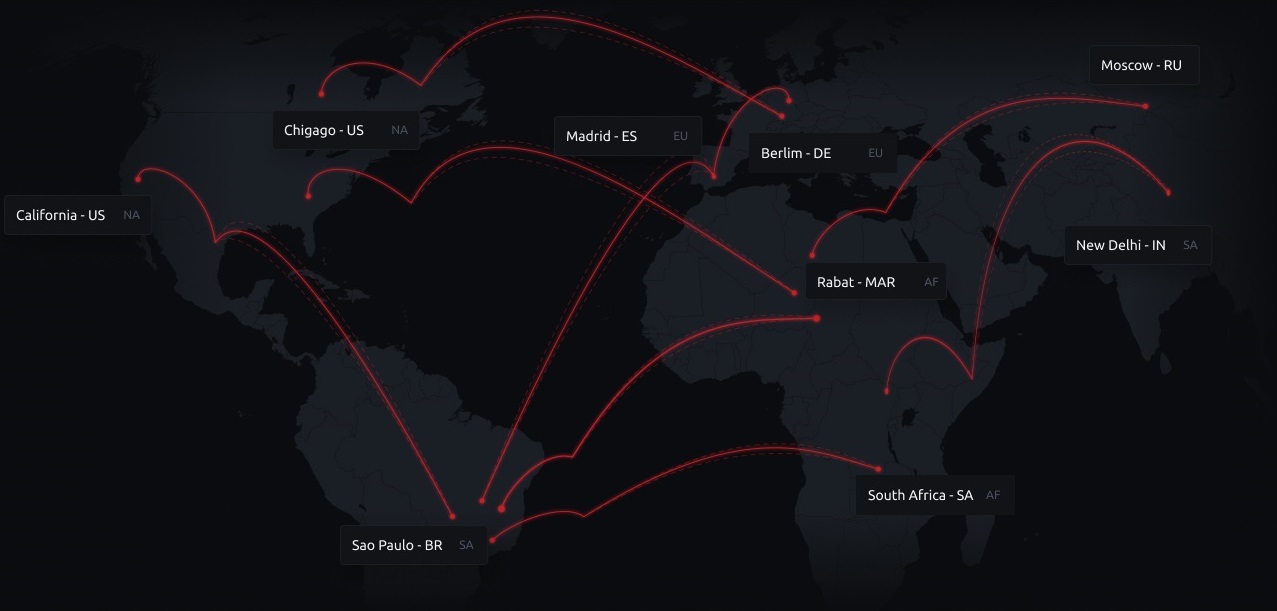 Moscow - RU
Chigago - US NA
Madrid - ES EU
Berlim - DE EU
California - US NA
New Delhi - IN SA
Rabat - MAR AF
South Africa - SA AF
Sao Paulo - BR SA